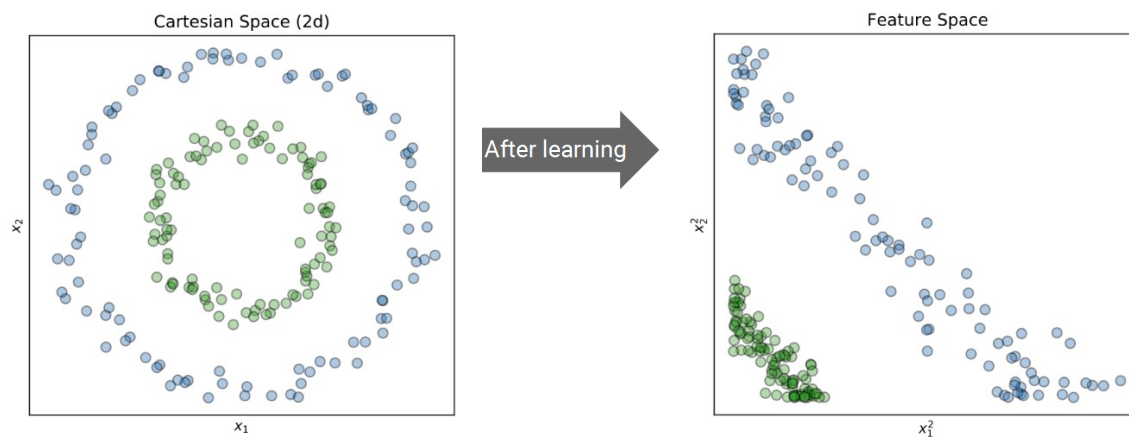 Cartesian Space (2d)
x₂
x₁
After learning
Feature Space
x₂²
x₁²